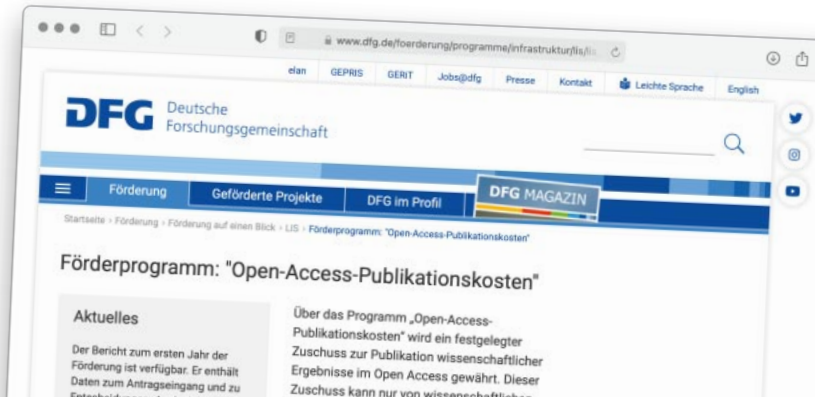 www.dfg.de/foerderung/programme/infrastruktur/lis/lis
elan GEPRIS GERIT Jobs@dfg Presse Kontakt Leichte Sprache English
DFG Deutsche
Forschungsgemeinschaft
Förderung Geförderte Projekte DFG im Profil DFG MAGAZIN
Startseite › Förderung › Förderung auf einen Blick › LIS › Förderprogramm: "Open-Access-Publikationskosten"
Förderprogramm: "Open-Access-Publikationskosten"
Aktuelles
Der Bericht zum ersten Jahr der
Förderung ist verfügbar. Er enthält
Daten zum Antragseingang und zu
Über das Programm „Open-Access-
Publikationskosten" wird ein festgelegter
Zuschuss zur Publikation wissenschaftlicher
Ergebnisse im Open Access gewährt. Dieser
Zuschuss kann nur von wissenschaftlichen